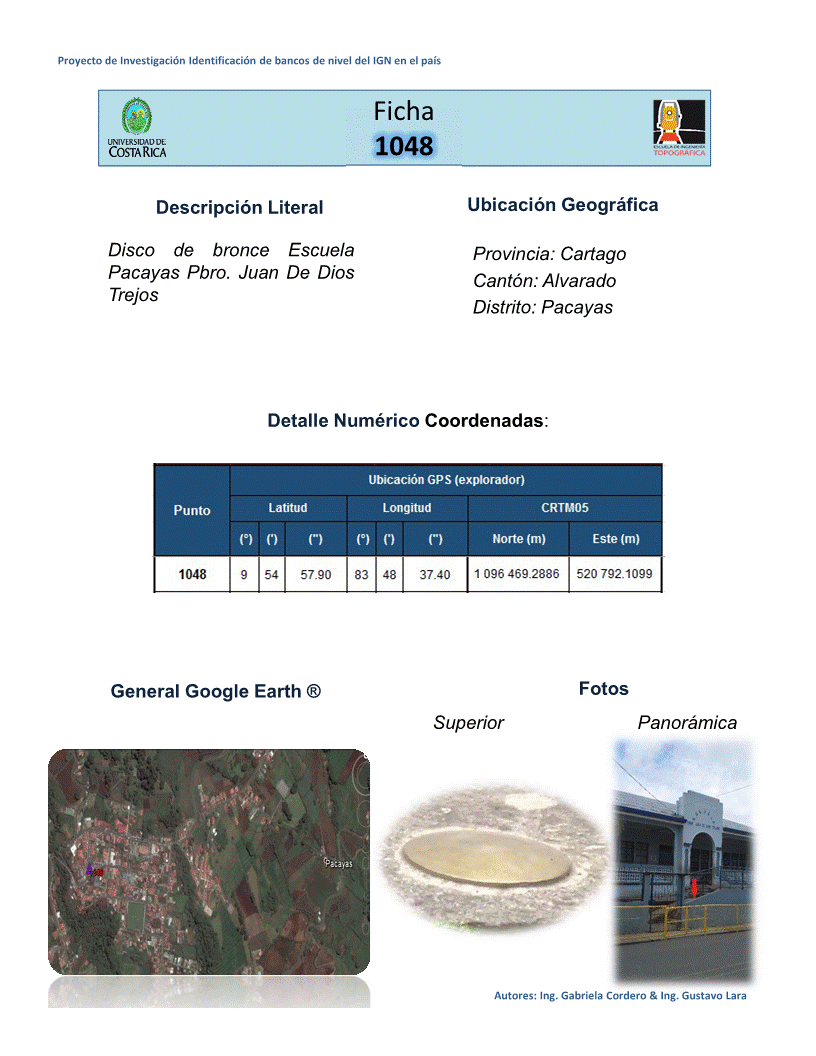 Proyecto de Investigación Identificación de bancos de nivel del IGN en el país
UNIVERSIDAD DE
COSTA RICA
Ficha
1048
ESCUELA DE INGENIERÍA
TOPOGRÁFICA
Descripción Literal
Disco de bronce Escuela
Pacayas Pbro. Juan De Dios
Trejos
Ubicación Geográfica
Provincia: Cartago
Cantón: Alvarado
Distrito: Pacayas
Detalle Numérico Coordenadas:
Punto
Ubicación GPS (explorador)
Latitud Longitud CRTM05
(°) (') (") (°) (') (") Norte (m) Este (m)
1048 9 54 57.90 83 48 37.40 1 096 469.2886 520 792.1099
General Google Earth ®
Fotos
Superior Panorámica
Pacayas
Autores: Ing. Gabriela Cordero & Ing. Gustavo Lara